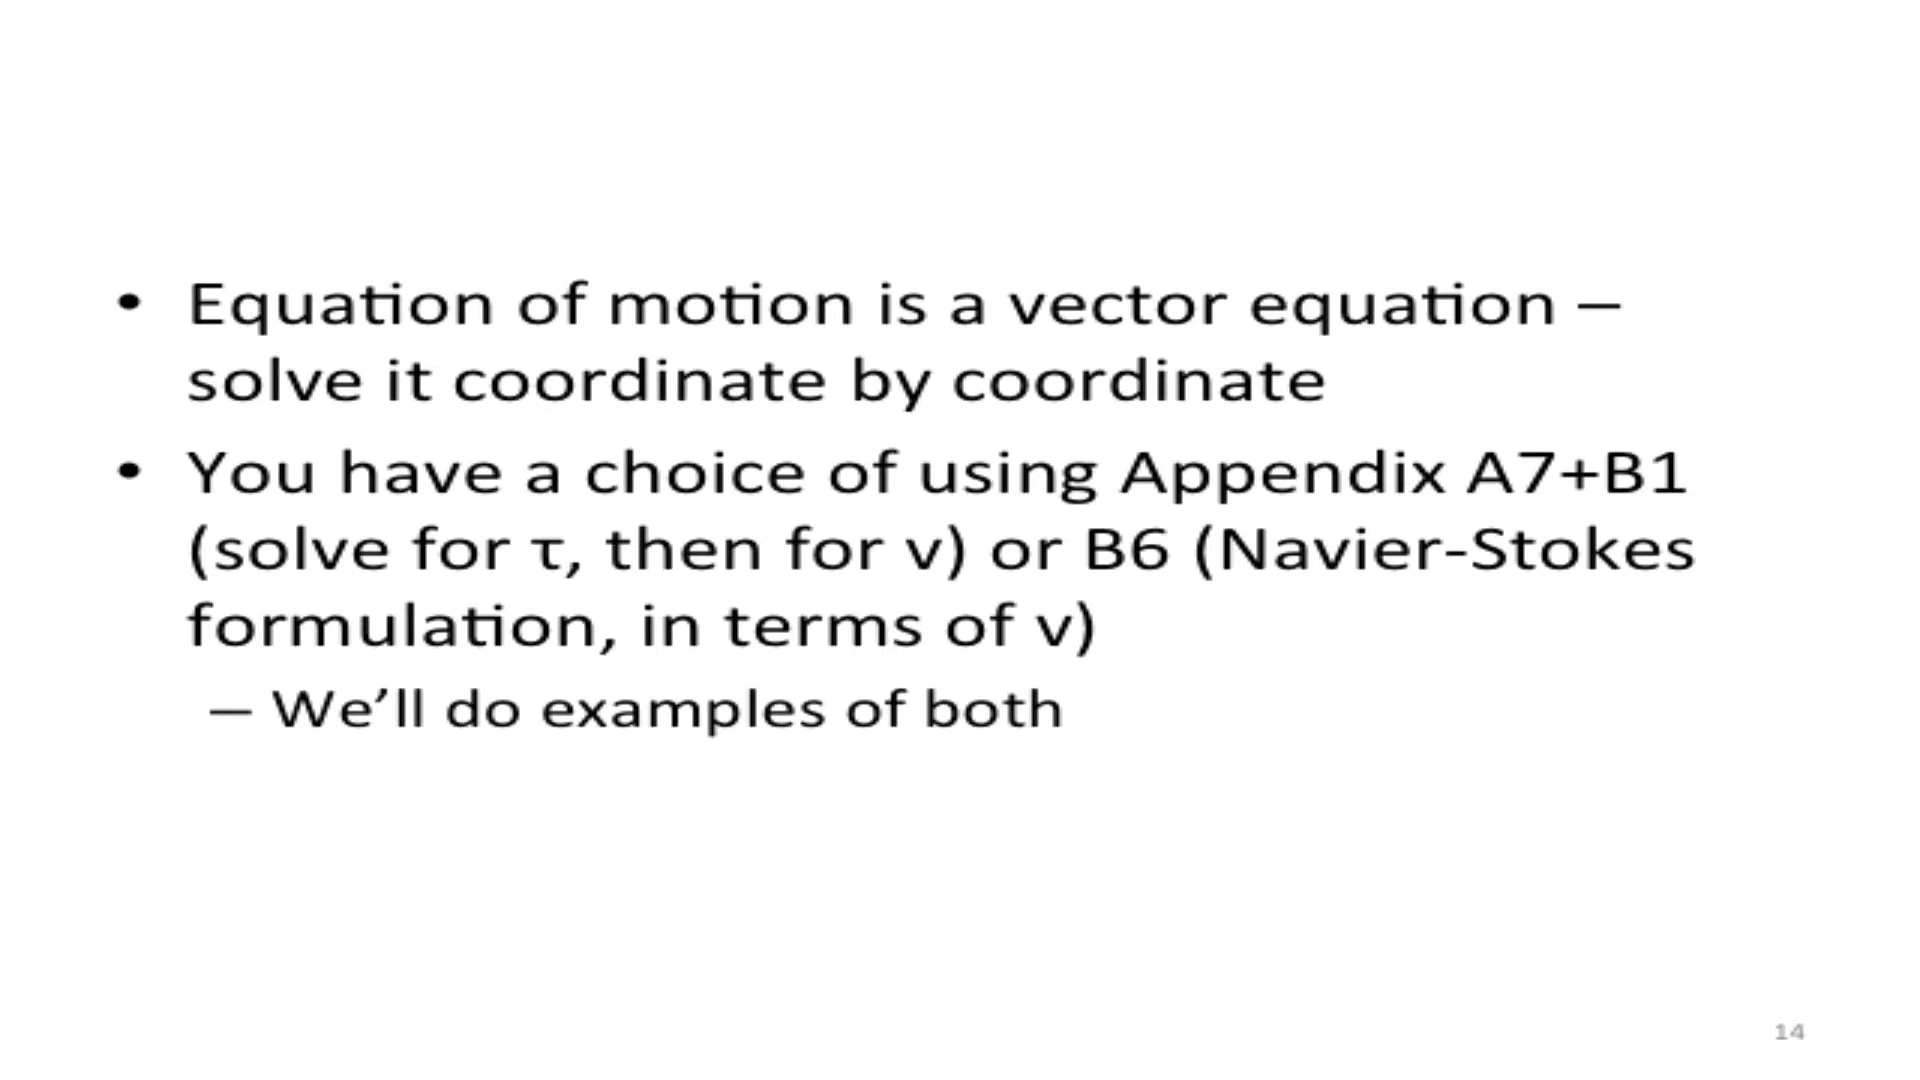 • Equation of motion is a vector equation –
solve it coordinate by coordinate
• You have a choice of using Appendix A7+B1
(solve for τ, then for v) or B6 (Navier-Stokes
formulation, in terms of v)
– We’ll do examples of both
14